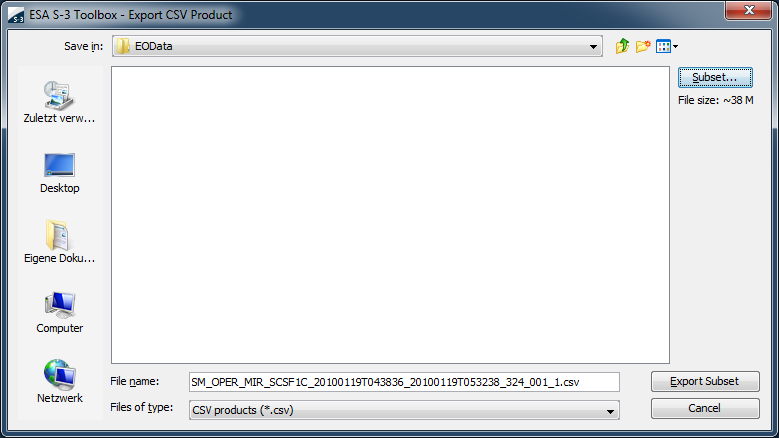 S-3 ESA S-3 Toolbox - Export CSV Product
Save in: EOData
Subset...
File size: ~38 M
Zuletzt verw...
Desktop
Eigene Doku...
Computer
Netzwerk
File name: SM_OPER_MIR_SCSF1C_20100119T043836_20100119T053238_324_001_1.csv
Export Subset
Files of type: CSV products (*.csv)
Cancel